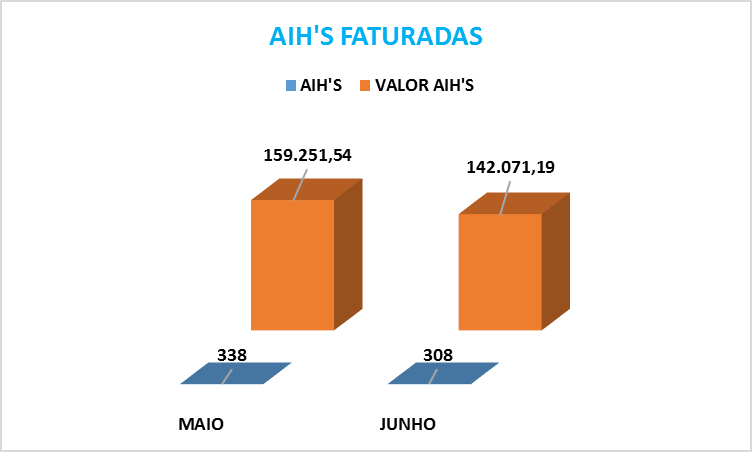 AIH'S FATURADAS
AIH'S VALOR AIH'S
159.251,54
142.071,19
338 308
MAIO JUNHO